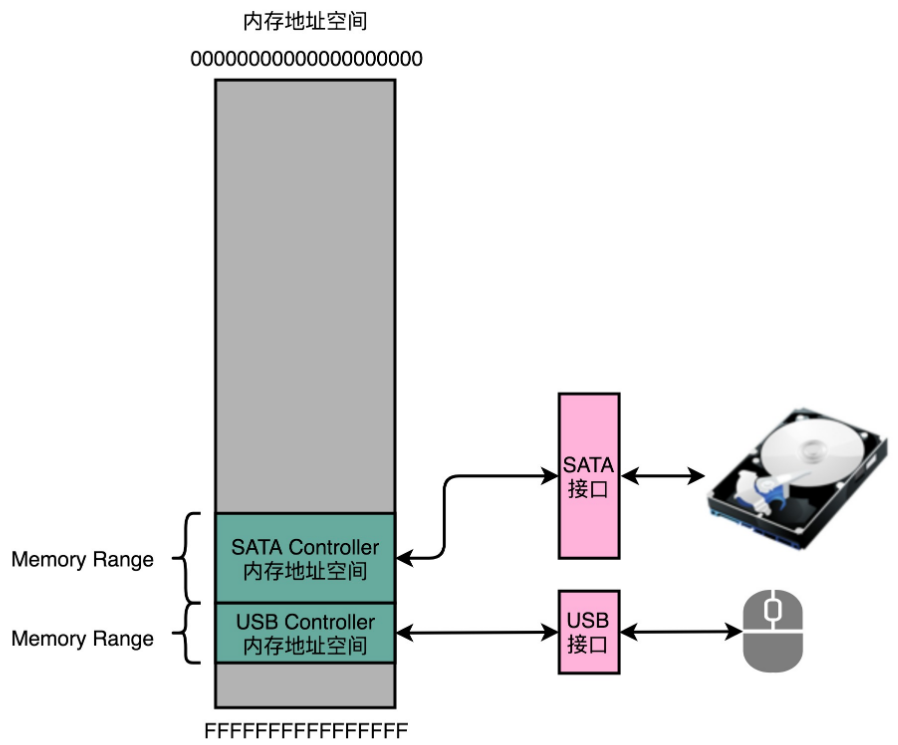 内存地址空间
00000000000000000000
SATA
接口
SATA Controller
内存地址空间
Memory Range
USB Controller
内存地址空间
Memory Range
USB
接口
FFFFFFFFFFFFFFFF